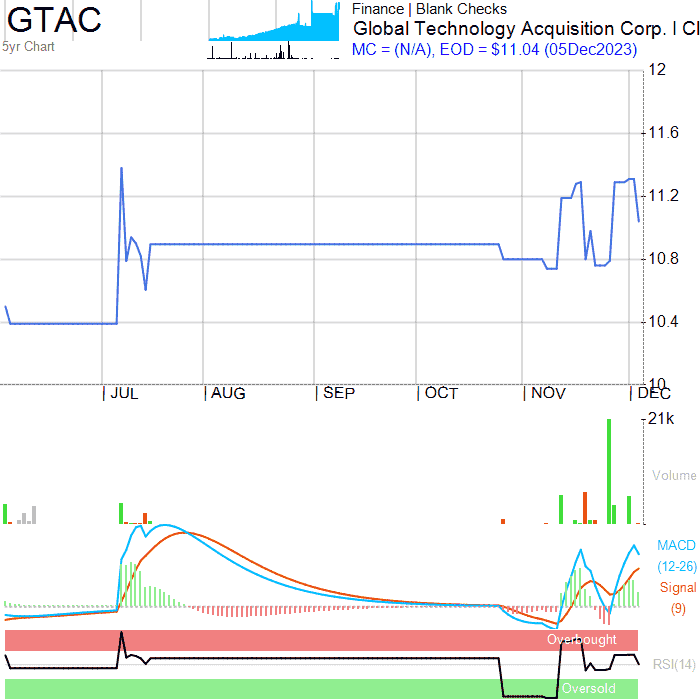 GTAC
5yr Chart
Finance | Blank Checks
Global Technology Acquisition Corp. I Cl
MC = (N/A), EOD = $11.04 (05Dec2023)
12
11.6
11.2
10.8
10.4
10
JUL
AUG
SEP
OCT
NOV
DEC
21k
Volume
MACD
(12-26)
Signal
(9)
Overbought
RSI(14)
Oversold